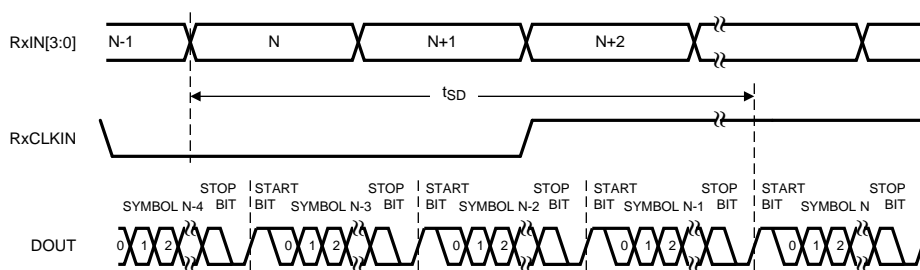 RxIN[3:0] N-1 N N+1 N+2
tSD
RxCLKIN
STOP START STOP START STOP START STOP START STOP
BIT BIT BIT BIT BIT BIT BIT BIT BIT
SYMBOL N-4 SYMBOL N-3 SYMBOL N-2 SYMBOL N-1 SYMBOL N
DOUT 0 1 2 0 1 2 0 1 2 0 1 2 0 1 2